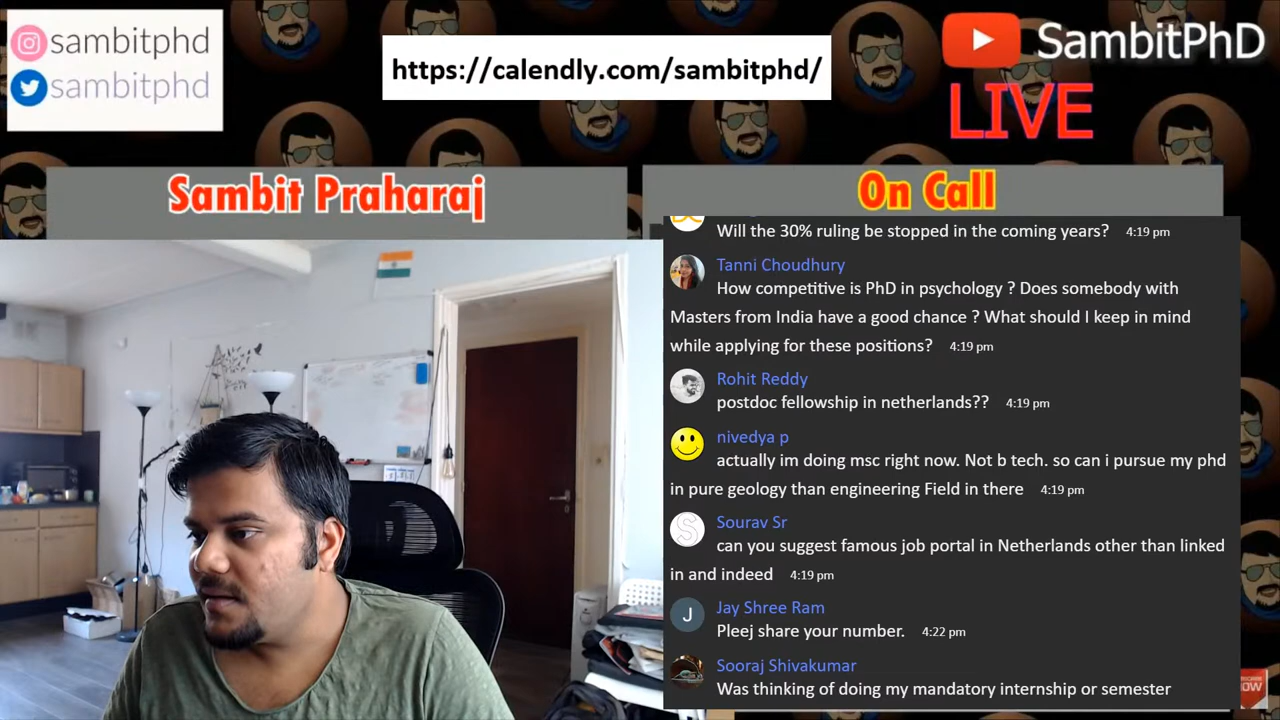 sambitphd
sambitphd
https://calendly.com/sambitphd/
SambitPhD
LIVE
Sambit Praharaj
On Call
Will the 30% ruling be stopped in the coming years? 4:19 pm
Tanni Choudhury
How competitive is PhD in psychology ? Does somebody with
Masters from India have a good chance ? What should I keep in mind
while applying for these positions? 4:19 pm
Rohit Reddy
postdoc fellowship in netherlands?? 4:19 pm
nivedya p
actually im doing msc right now. Not b tech. so can i pursue my phd
in pure geology than engineering Field in there 4:19 pm
Sourav Sr
can you suggest famous job portal in Netherlands other than linked
in and indeed 4:19 pm
J
Jay Shree Ram
Pleej share your number. 4:22 pm
Sooraj Shivakumar
Was thinking of doing my mandatory internship or semester